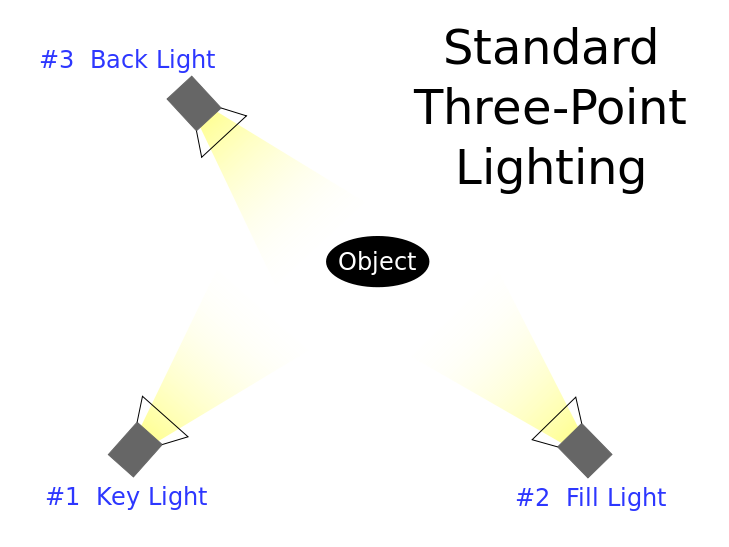 Standard
Three-Point
Lighting
#3  Back Light
Object
#1  Key Light
#2  Fill Light